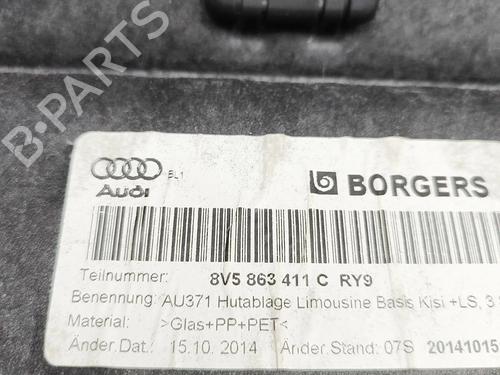 B-PARTS
Audi
BORGERS
Teilnummer: 8V5 863 411 C RY9
Benennung: AU371 Hutablage Limousine Basis Kisi +LS, 3.
Material: >Glas+PP+PET<
Änder.Dat.: 15.10.2014 Änder.Stand: 07S 20141015